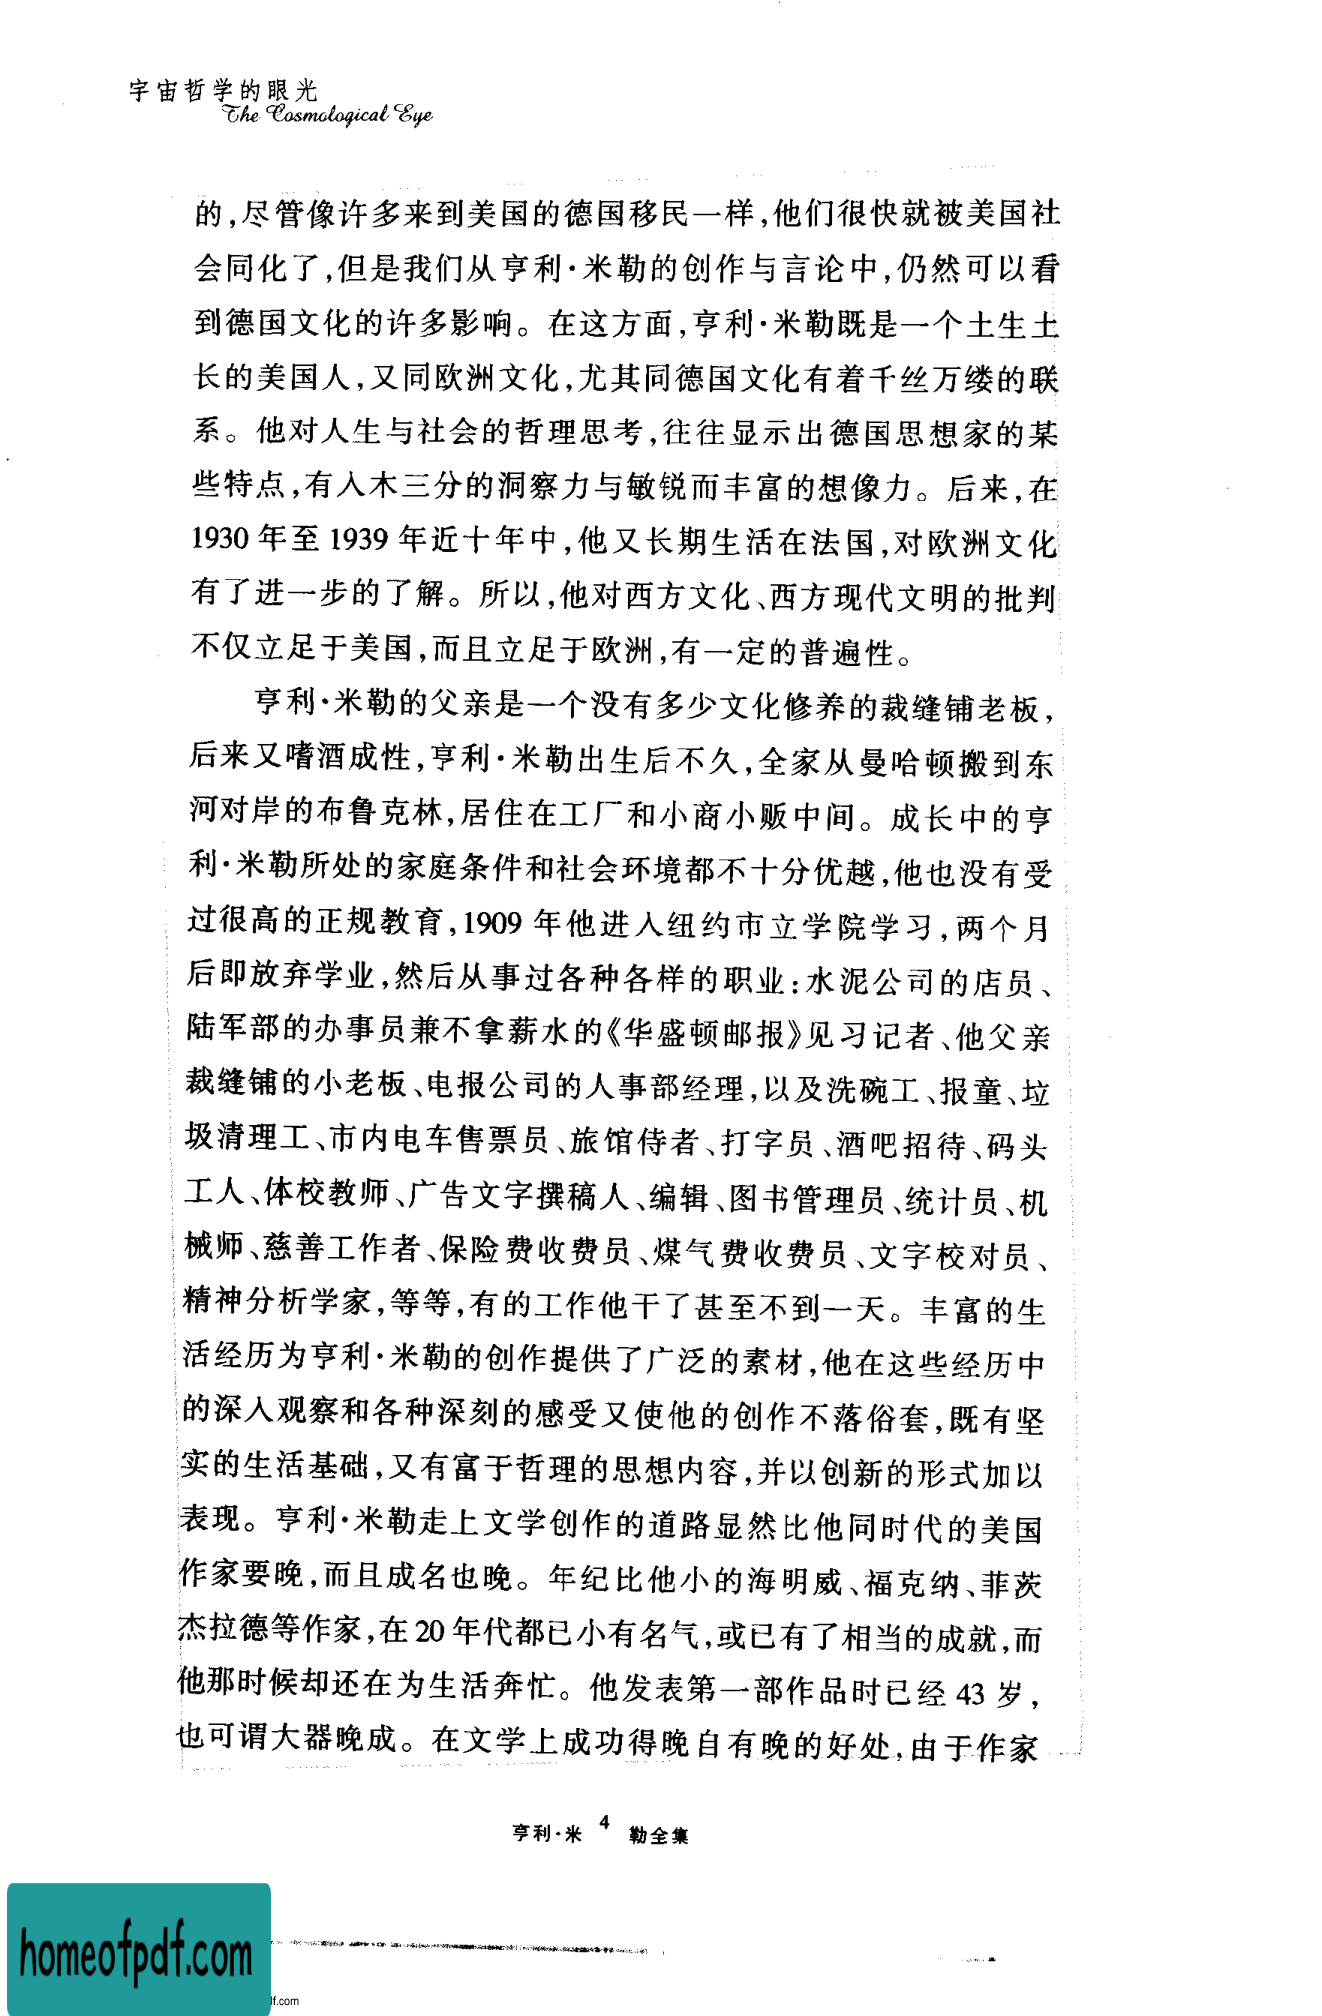 宇宙哲学的眼光
The Cosmological Eye
的,尽管像许多来到美国的德国移民一样,他们很快就被美国社
会同化了,但是我们从亨利·米勒的创作与言论中,仍然可以看
到德国文化的许多影响。在这方面,亨利·米勒既是一个土生土
长的美国人,又同欧洲文化,尤其同德国文化有着千丝万缕的联
系。他对人生与社会的哲理思考,往往显示出德国思想家的某
些特点,有入木三分的洞察力与敏锐而丰富的想像力。后来,在
1930 年至 1939 年近十年中,他又长期生活在法国,对欧洲文化
有了进一步的了解。所以,他对西方文化、西方现代文明的批判
不仅立足于美国,而且立足于欧洲,有一定的普遍性。
亨利·米勒的父亲是一个没有多少文化修养的裁缝铺老板,
后来又嗜酒成性,亨利·米勒出生后不久,全家从曼哈顿搬到东
河对岸的布鲁克林,居住在工厂和小商小贩中间。成长中的亨
利·米勒所处的家庭条件和社会环境都不十分优越,他也没有受
过很高的正规教育,1909 年他进入纽约市立学院学习,两个月
后即放弃学业,然后从事过各种各样的职业:水泥公司的店员、
陆军部的办事员兼不拿薪水的《华盛顿邮报》见习记者、他父亲
裁缝铺的小老板、电报公司的人事部经理,以及洗碗工、报童、垃
圾清理工、市内电车售票员、旅馆侍者、打字员、酒吧招待、码头
工人、体校教师、广告文字撰稿人、编辑、图书管理员、统计员、机
械师、慈善工作者、保险费收费员、煤气费收费员、文字校对员、
精神分析学家,等等,有的工作他干了甚至不到一天。丰富的生
活经历为亨利·米勒的创作提供了广泛的素材,他在这些经历中
的深入观察和各种深刻的感受又使他的创作不落俗套,既有坚
实的生活基础,又有富于哲理的思想内容,并以创新的形式加以
表现。亨利·米勒走上文学创作的道路显然比他同时代的美国
作家要晚,而且成名也晚。年纪比他小的海明威、福克纳、菲茨
杰拉德等作家,在 20 年代都已小有名气,或已有了相当的成就,而
他那时候却还在为生活奔忙。他发表第一部作品时已经 43 岁,
也可谓大器晚成。在文学上成功得晚自有晚的好处,由于作家
亨利·米 4 勒全集
homeofpdf.com
lf.com